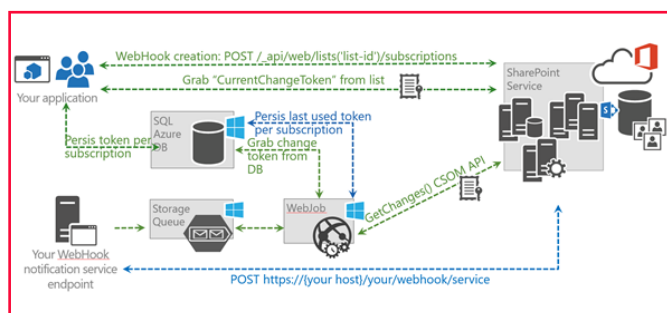 WebHook creation: POST /_api/web/lists('list-id')/subscriptions
Grab "CurrentChangeToken" from list
Your application
SharePoint
Service
SQL
Azure
DB
Persis last used token
per subscription
Persis token per
subscription
Grab change
token from
DB
GetChanges() CSOM API
Storage
Queue
WebJob
Your WebHook
notification service
endpoint
POST https://{your host}/your/webhook/service